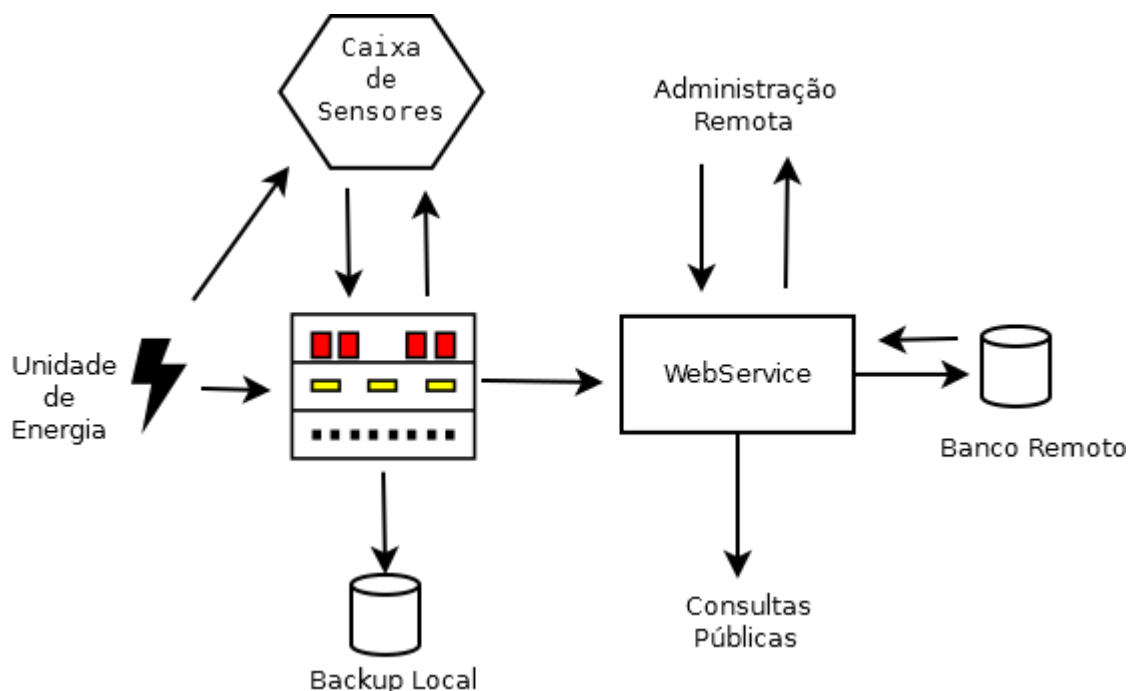 Caixa
de
Sensores
Administração
Remota
Unidade
de
Energia
WebService
Banco Remoto
Consultas
Públicas
Backup Local